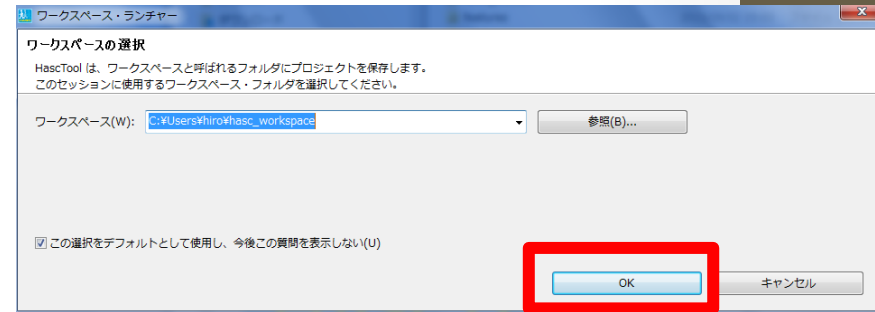 ワークスペース・ランチャー
ワークスペースの選択
HascTool は、ワークスペースと呼ばれるフォルダにプロジェクトを保存します。
このセッションに使用するワークスペース・フォルダを選択してください。
ワークスペース(W): C:¥Users¥hiro¥hasc_workspace 参照(B)...
この選択をデフォルトとして使用し、今後この質問を表示しない(U)
OK キャンセル